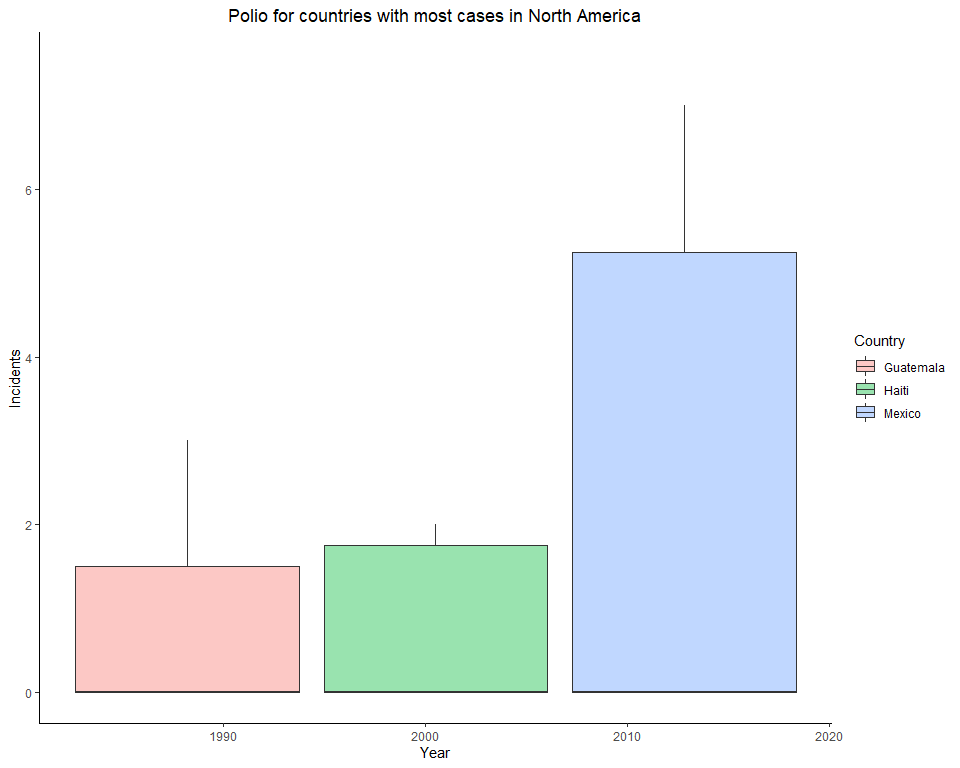 Polio for countries with most cases in North America
Incidents
6
4
2
0
1990
2000
2010
2020
Year
Country
Guatemala
Haiti
Mexico